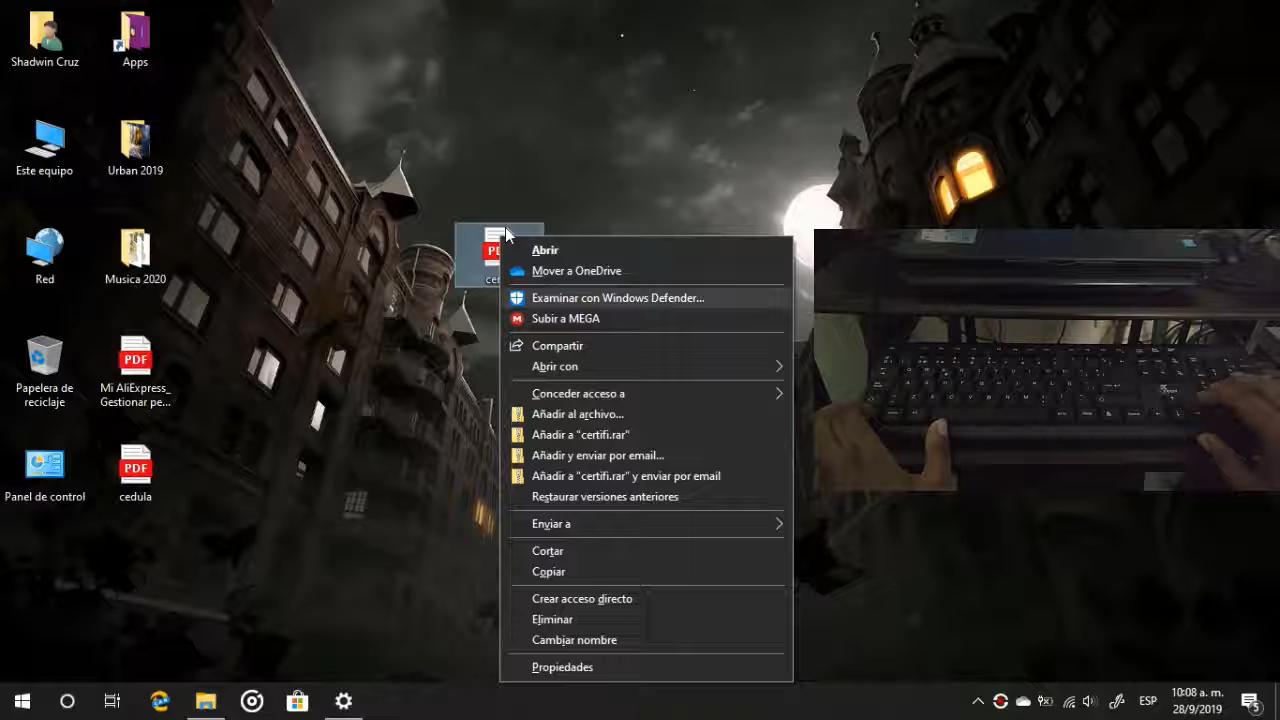 Shadwin Cruz
Apps
Este equipo
Urban 2019
Red
Musica 2020
Papelera de
reciclaje
PDF
Mi AliExpress_
Gestionar pe...
Panel de control
PDF
cedula
Abrir
Mover a OneDrive
Examinar con Windows Defender...
Subir a MEGA
Compartir
Abrir con
Conceder acceso a
Añadir al archivo...
Añadir a "certifi.rar"
Añadir y enviar por email...
Añadir a "certifi.rar" y enviar por email
Restaurar versiones anteriores
Enviar a
Cortar
Copiar
Crear acceso directo
Eliminar
Cambiar nombre
Propiedades
ESP
10:08 a. m.
28/9/2019
5